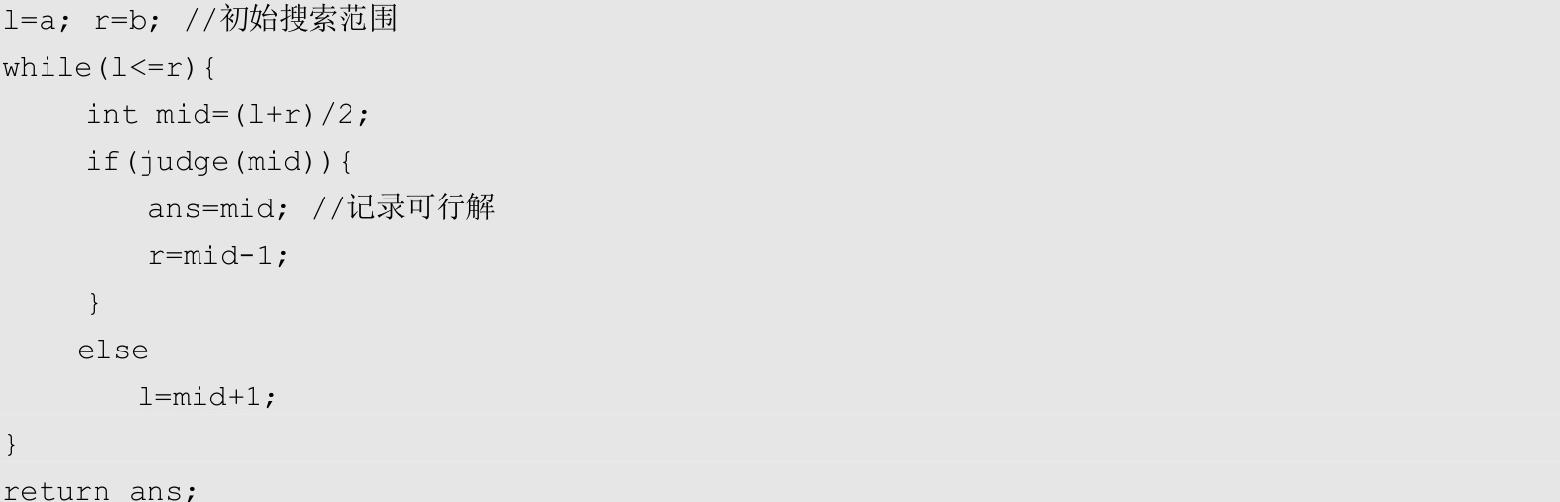 l=a; r=b; //初始搜索范围
while(l<=r){
int mid=(l+r)/2;
if(judge(mid)){
ans=mid; //记录可行解
r=mid-1;
}
else
l=mid+1;
}
return ans;